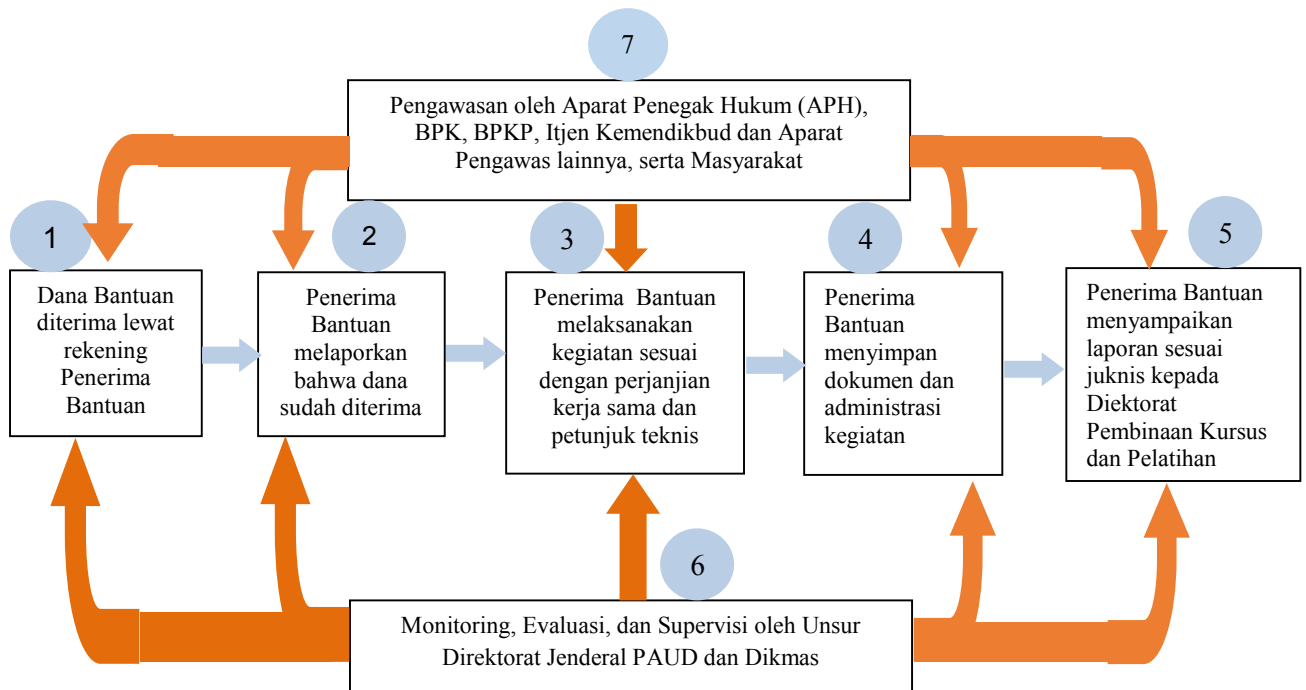 7
Pengawasan oleh Aparat Penegak Hukum (APH),
BPK, BPKP, Itjen Kemendikbud dan Aparat
Pengawas lainnya, serta Masyarakat
1
Dana Bantuan
diterima lewat
rekening
Penerima
Bantuan
2
Penerima
Bantuan
melaporkan
bahwa dana
sudah diterima
3
Penerima Bantuan
melaksanakan
kegiatan sesuai
dengan perjanjian
kerja sama dan
petunjuk teknis
4
Penerima
Bantuan
menyimpan
dokumen dan
administrasi
kegiatan
5
Penerima Bantuan
menyampaikan
laporan sesuai
juknis kepada
Diektorat
Pembinaan Kursus
dan Pelatihan
6
Monitoring, Evaluasi, dan Supervisi oleh Unsur
Direktorat Jenderal PAUD dan Dikmas